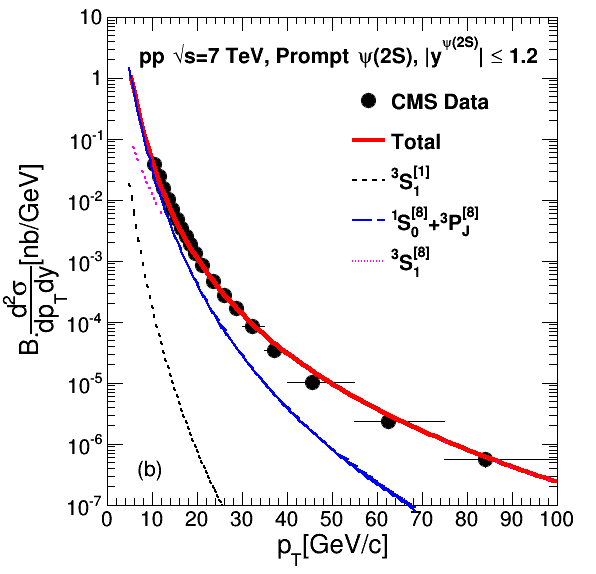 pp √s=7 TeV, Prompt ψ(2S), |y^ψ(2S)| ≤ 1.2
CMS Data
Total
³S₁^[1]
¹S₀^[8]+³P_J^[8]
³S₁^[8]
B.d²σ/dp_Tdy[nb/GeV]
10
1
10⁻¹
10⁻²
10⁻³
10⁻⁴
10⁻⁵
10⁻⁶
10⁻⁷
(b)
0 10 20 30 40 50 60 70 80 90 100
p_T[GeV/c]